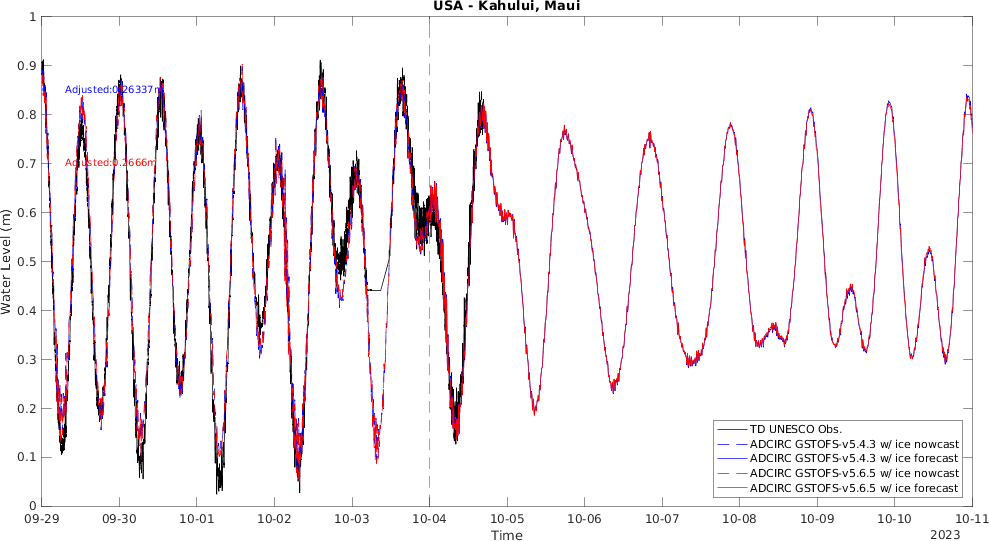 USA - Kahului, Maui
Water Level (m)
1
0.9
0.8
0.7
0.6
0.5
0.4
0.3
0.2
0.1
0
Adjusted:0.26337m
Adjusted:0.2666m
TD UNESCO Obs.
ADCIRC GSTOFS-v5.4.3 w/ ice nowcast
ADCIRC GSTOFS-v5.4.3 w/ ice forecast
ADCIRC GSTOFS-v5.6.5 w/ ice nowcast
ADCIRC GSTOFS-v5.6.5 w/ ice forecast
09-29 09-30 10-01 10-02 10-03 10-04 10-05 10-06 10-07 10-08 10-09 10-10 10-11
Time
2023